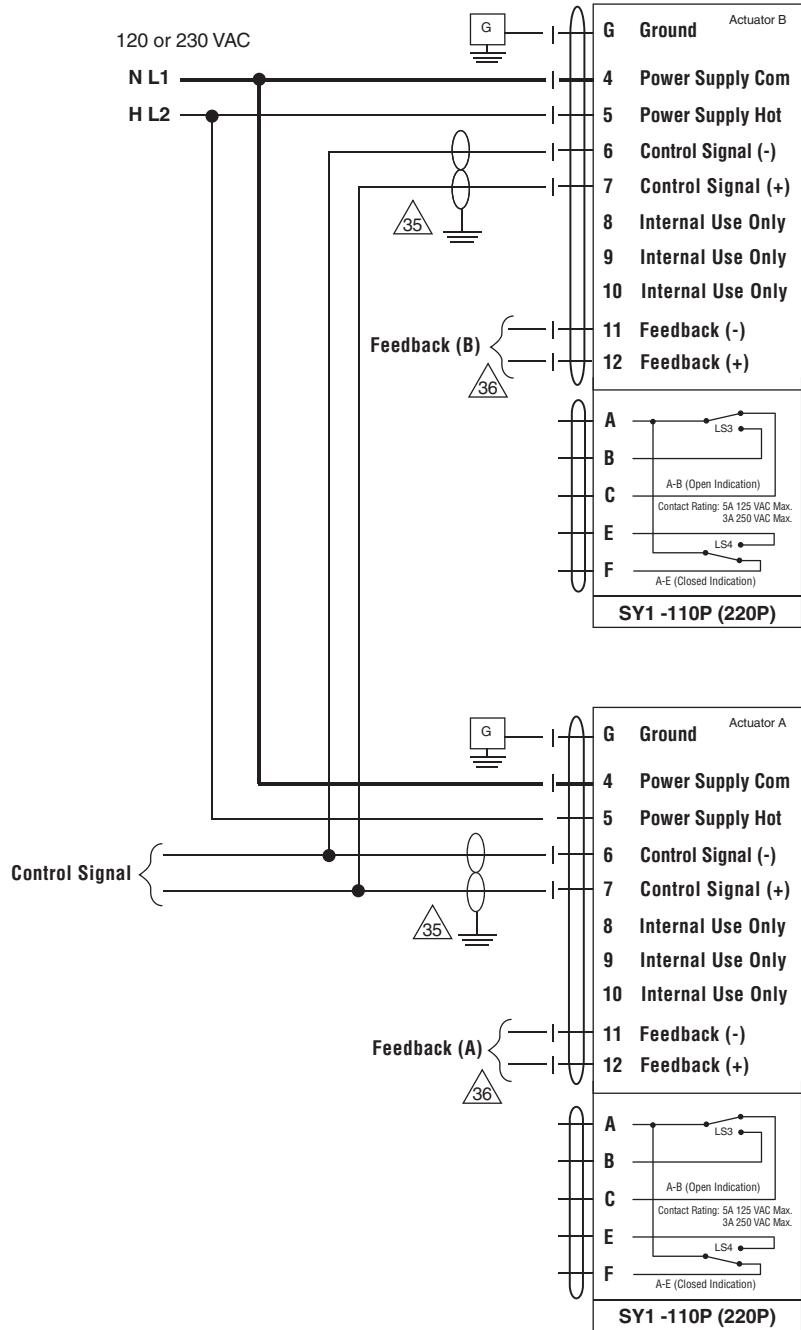 120 or 230 VAC
N L1
H L2
G
G Ground
Actuator B
4 Power Supply Com
5 Power Supply Hot
6 Control Signal (-)
7 Control Signal (+)
8 Internal Use Only
9 Internal Use Only
10 Internal Use Only
11 Feedback (-)
12 Feedback (+)
35
Feedback (B)
36
A
LS3
B
A-B (Open Indication)
C
Contact Rating: 5A 125 VAC Max.
3A 250 VAC Max.
E
LS4
F
A-E (Closed Indication)
SY1 -110P (220P)
G
G Ground
Actuator A
4 Power Supply Com
5 Power Supply Hot
6 Control Signal (-)
7 Control Signal (+)
8 Internal Use Only
9 Internal Use Only
10 Internal Use Only
11 Feedback (-)
12 Feedback (+)
Control Signal
35
Feedback (A)
36
A
LS3
B
A-B (Open Indication)
C
Contact Rating: 5A 125 VAC Max.
3A 250 VAC Max.
E
LS4
F
A-E (Closed Indication)
SY1 -110P (220P)